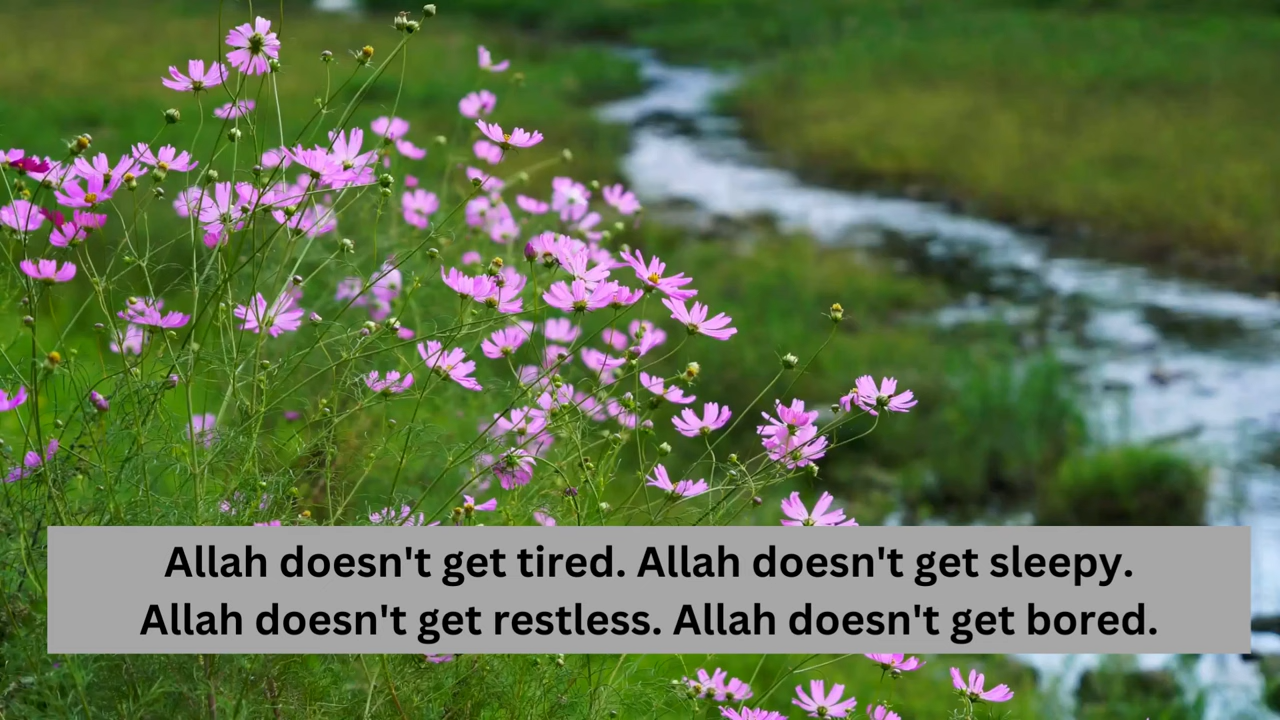 Allah doesn't get tired. Allah doesn't get sleepy.
Allah doesn't get restless. Allah doesn't get bored.